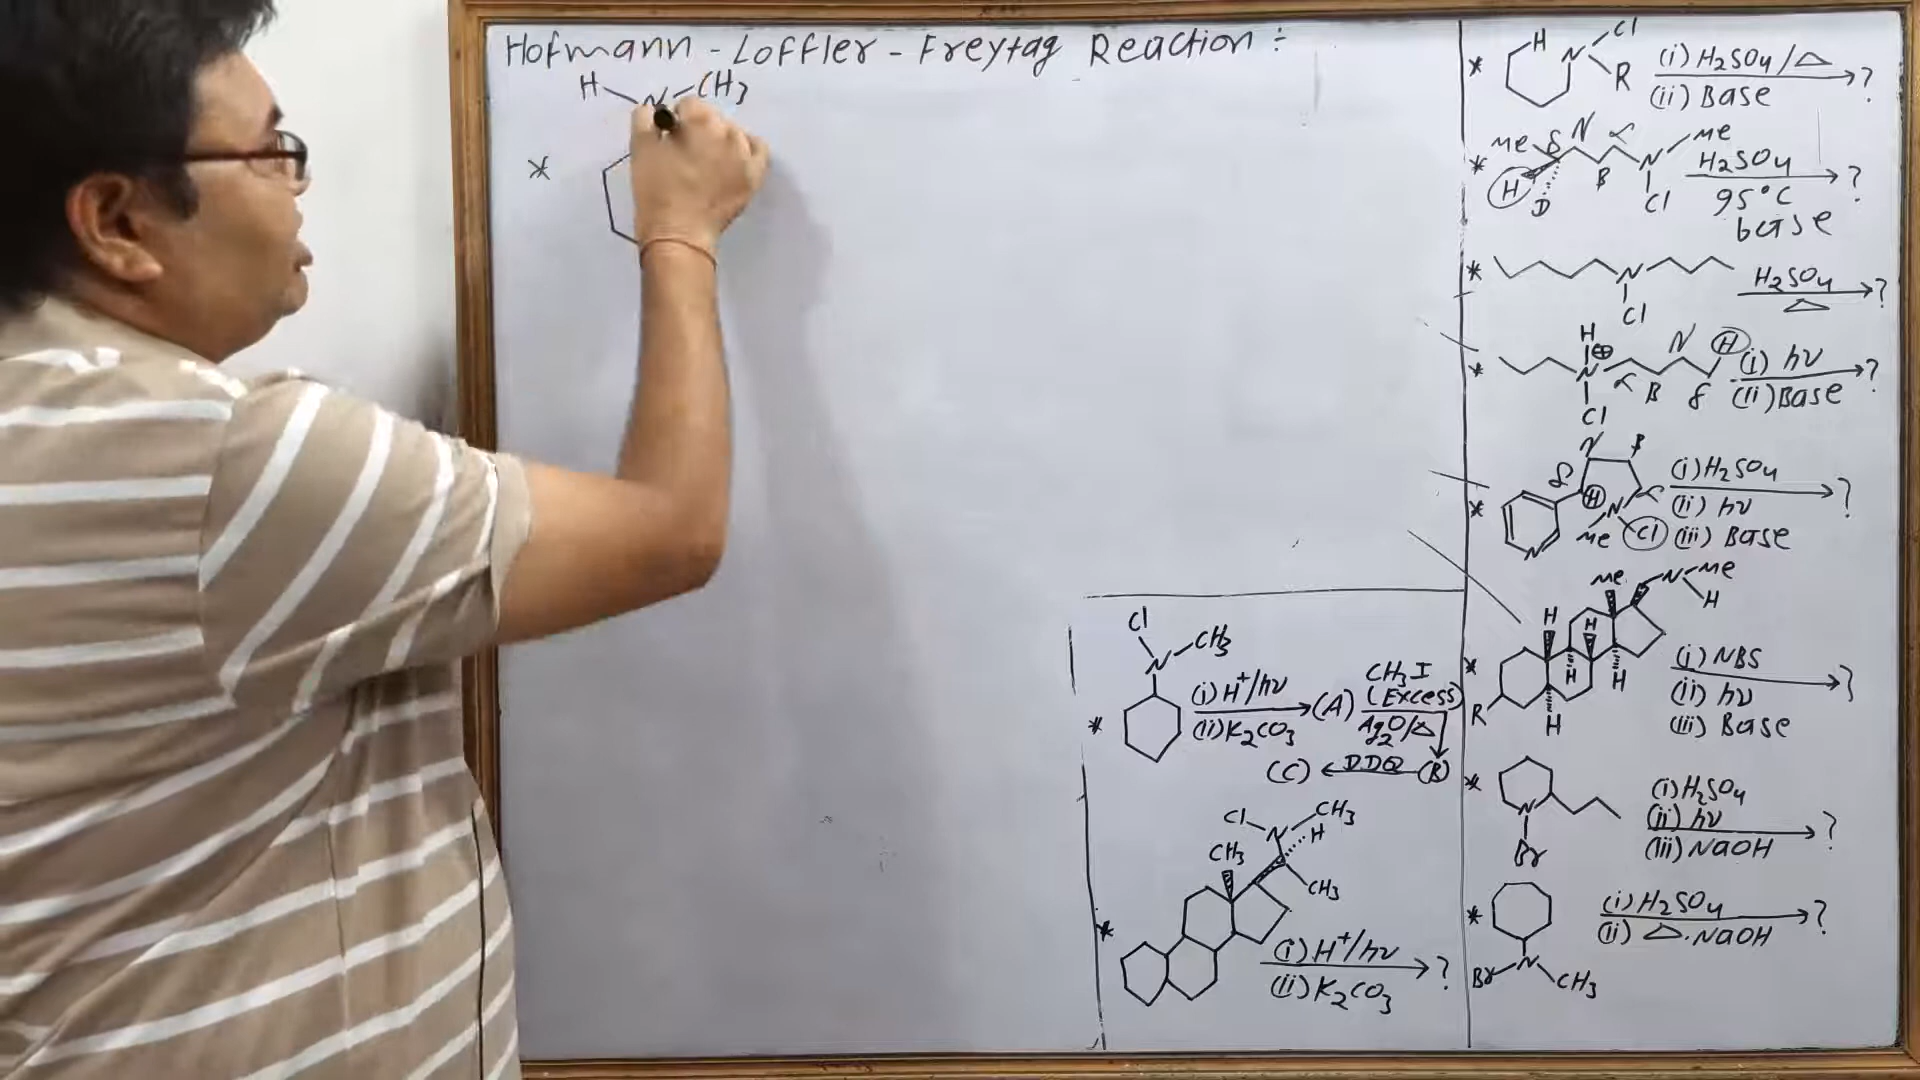 Hofmann - Loffler - Freytag Reaction :
H N CH3
*
* H N Cl R (i) H2SO4/△ (ii) Base ?
* Me δ γ α N Me H D β Cl H2SO4 95°C base ?
* N Cl H2SO4 △ ?
* H ⊕ N Cl α β γ δ H (i) hν (ii) Base ?
* N γ β δ α H N Me Cl (i) H2SO4 (ii) hν (iii) Base ?
* Me N Me H H H H H H R (i) NBS (ii) hν (iii) Base ?
* N Br (i) H2SO4 (ii) hν (iii) NaOH ?
* Br N CH3 (i) H2SO4 (ii) △.NaOH ?
* Cl N CH3 (i) H+/hν (ii) K2CO3 (A) CH3I (Excess) Ag2O/△ (B) DDQ (C)
* Cl N CH3 H CH3 CH3 (i) H+/hν (ii) K2CO3 ?